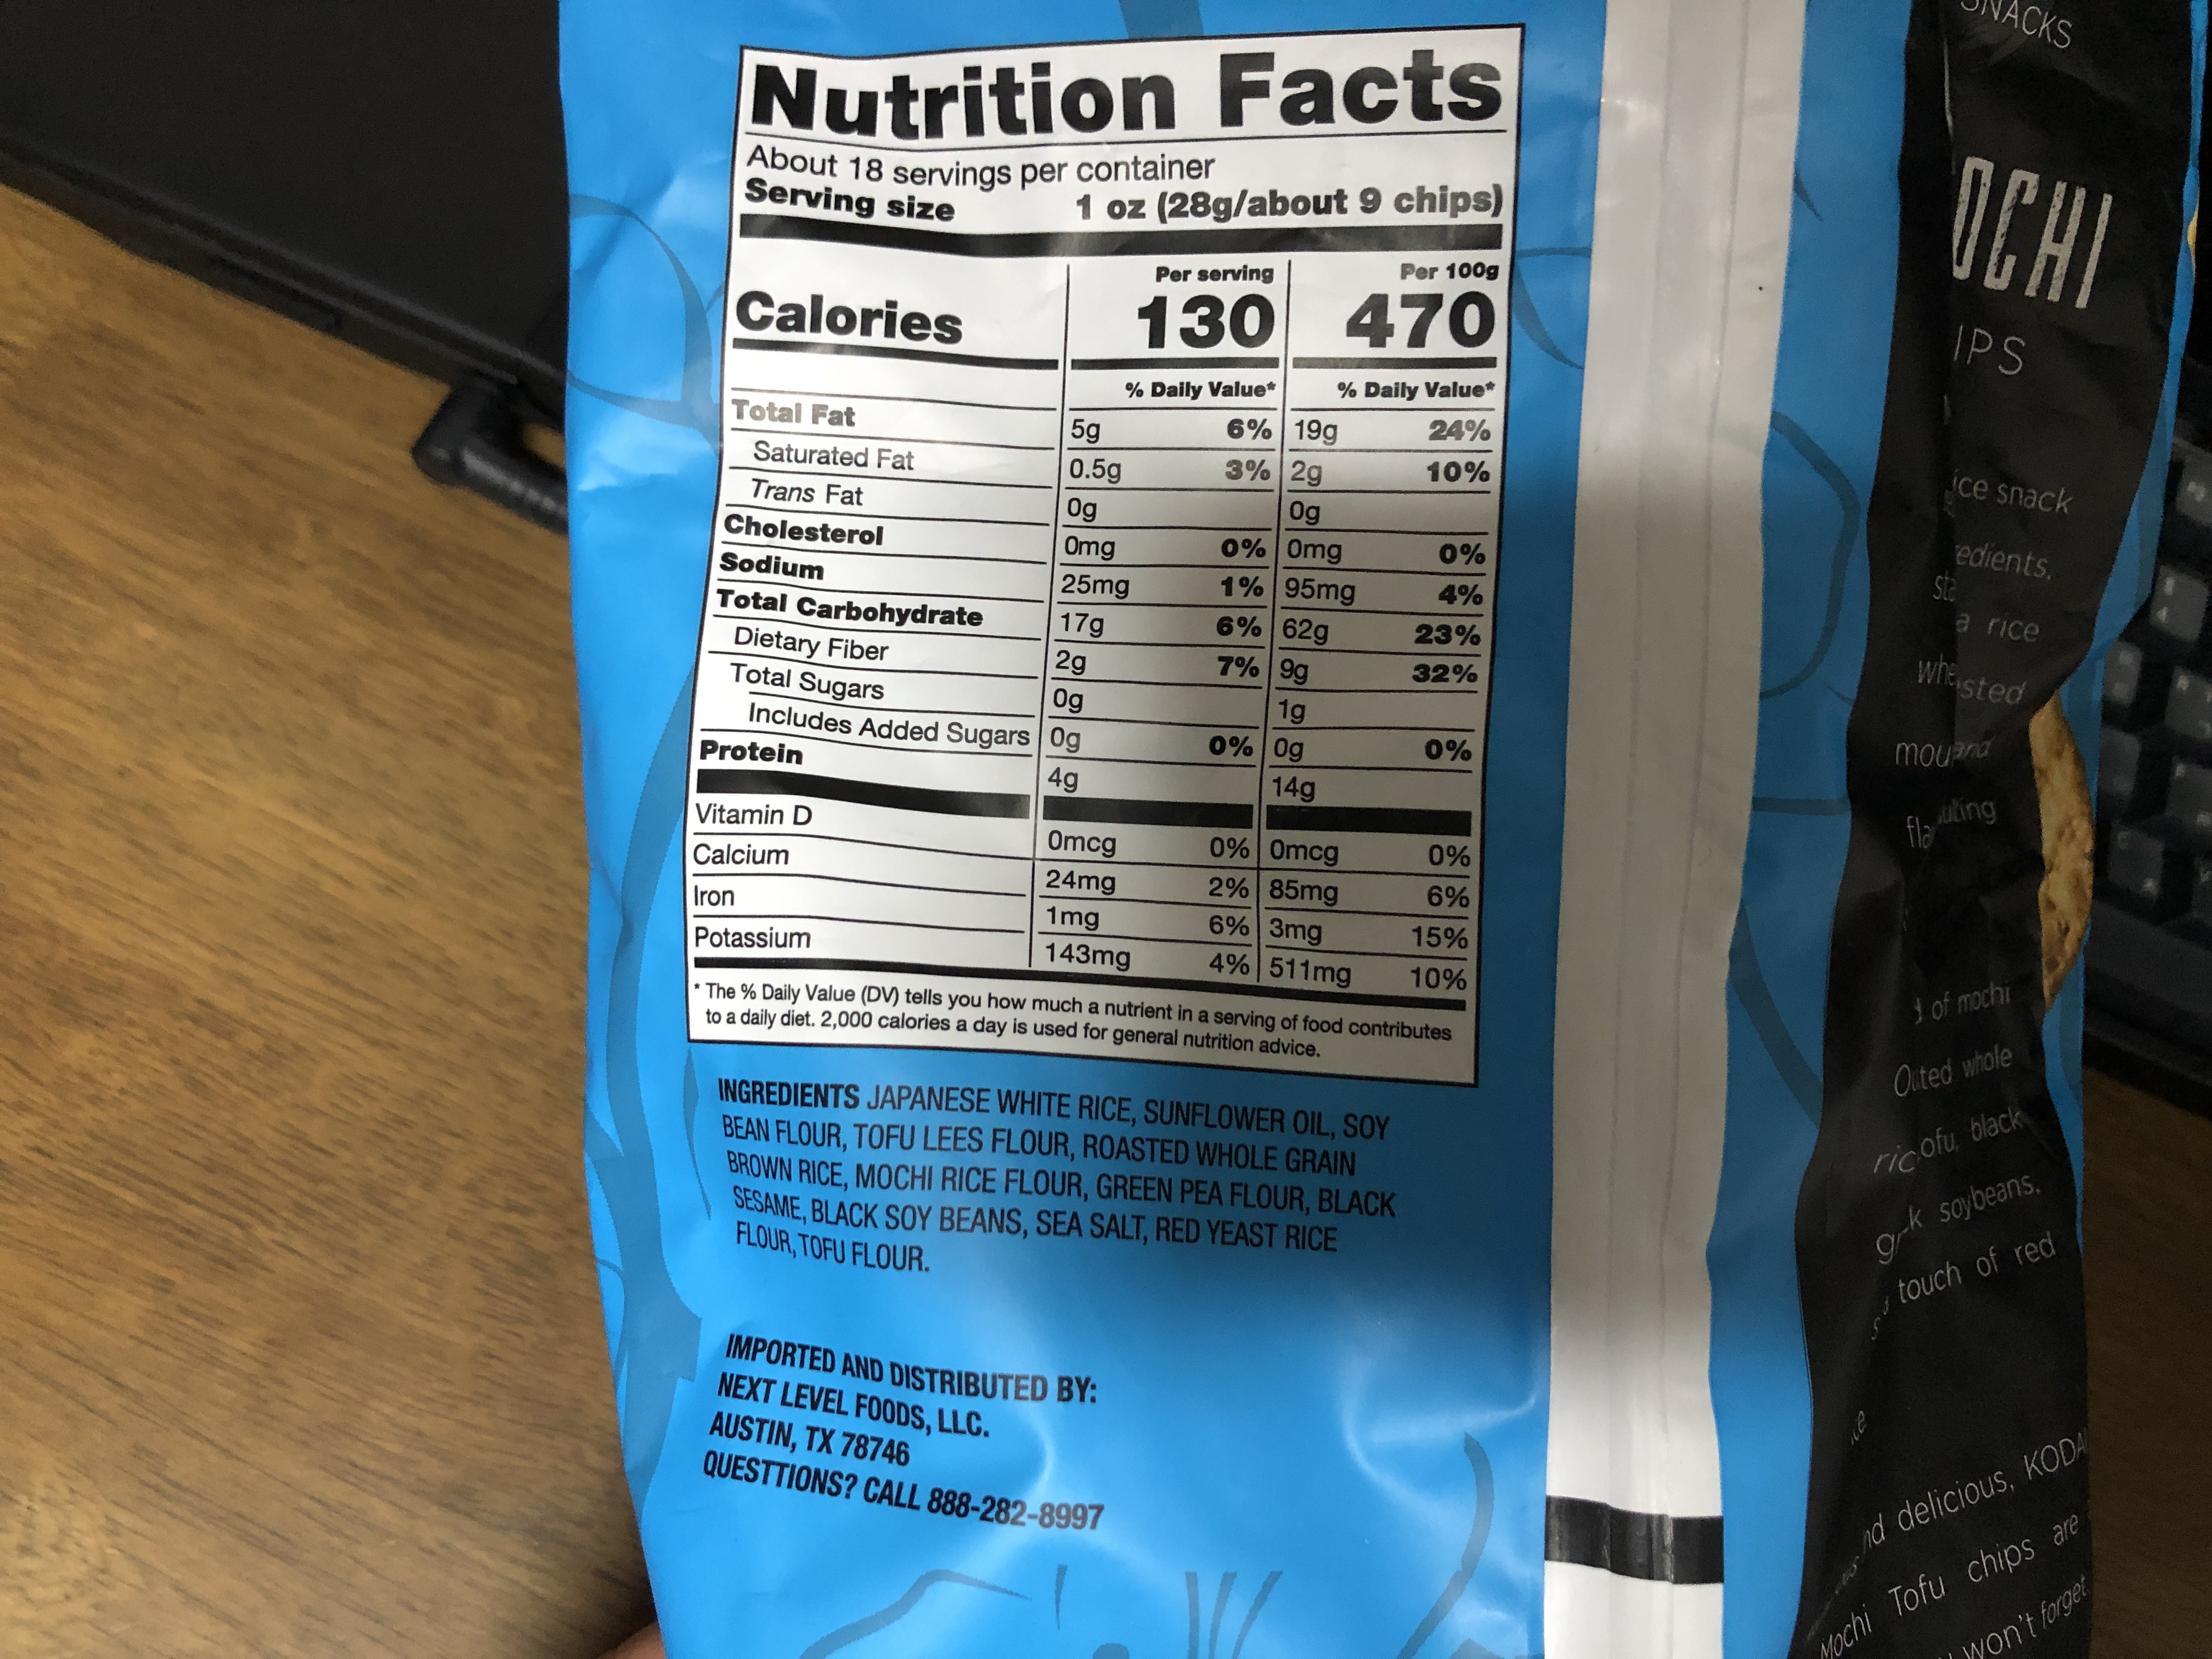 Nutrition Facts
About 18 servings per container
Serving size 1 oz (28g/about 9 chips)
Per serving Per 100g
Calories 130 470
% Daily Value* % Daily Value*
Total Fat 5g 6% 19g 24%
Saturated Fat 0.5g 3% 2g 10%
Trans Fat 0g 0g
Cholesterol 0mg 0% 0mg 0%
Sodium 25mg 1% 95mg 4%
Total Carbohydrate 17g 6% 62g 23%
Dietary Fiber 2g 7% 9g 32%
Total Sugars 0g 1g
Includes Added Sugars 0g 0% 0g 0%
Protein 4g 14g
Vitamin D 0mcg 0% 0mcg 0%
Calcium 24mg 2% 85mg 6%
Iron 1mg 6% 3mg 15%
Potassium 143mg 4% 511mg 10%
* The % Daily Value (DV) tells you how much a nutrient in a serving of food contributes
to a daily diet. 2,000 calories a day is used for general nutrition advice.
INGREDIENTS JAPANESE WHITE RICE, SUNFLOWER OIL, SOY
BEAN FLOUR, TOFU LEES FLOUR, ROASTED WHOLE GRAIN
BROWN RICE, MOCHI RICE FLOUR, GREEN PEA FLOUR, BLACK
SESAME, BLACK SOY BEANS, SEA SALT, RED YEAST RICE
FLOUR, TOFU FLOUR.
IMPORTED AND DISTRIBUTED BY:
NEXT LEVEL FOODS, LLC.
AUSTIN, TX 78746
QUESTTIONS? CALL 888-282-8997
SNACKS
OCHI
IPS
snack
a rice
of mochi
whole
black
soybeans,
touch of red
delicious, KODA
Mochi Tofu chips are
won't forget